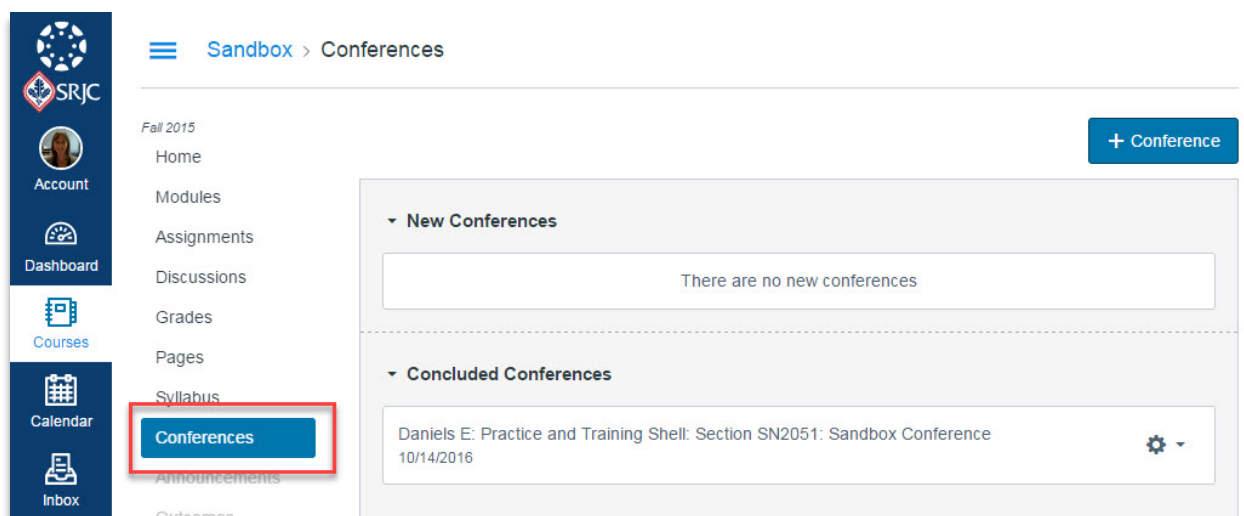 SRJC
Account
Dashboard
Courses
Calendar
Inbox
Sandbox > Conferences
Fall 2015
Home
Modules
Assignments
Discussions
Grades
Pages
Syllabus
Conferences
Announcements
Outcomes
+ Conference
New Conferences
There are no new conferences
Concluded Conferences
Daniels E: Practice and Training Shell: Section SN2051: Sandbox Conference
10/14/2016